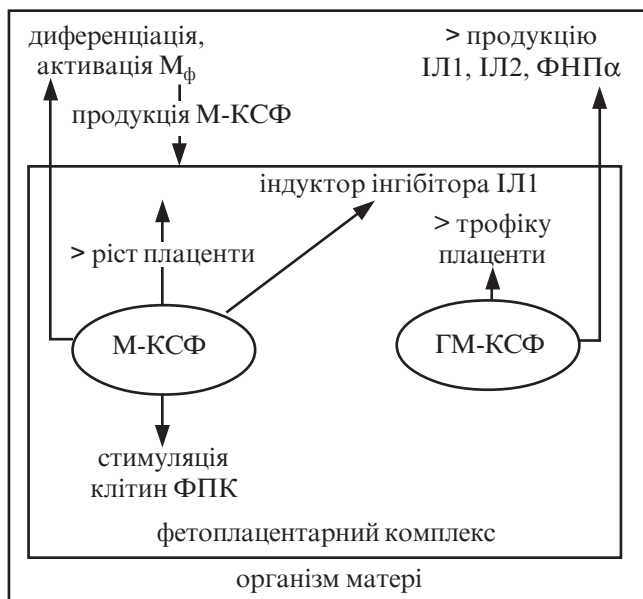 диференціація,
активація Мф
продукція М-КСФ
> продукцію
ІЛ1, ІЛ2, ФНПα
індуктор інгібітора ІЛ1
> ріст плаценти
> трофіку
плаценти
М-КСФ
ГМ-КСФ
стимуляція
клітин ФПК
фетоплацентарний комплекс
організм матері